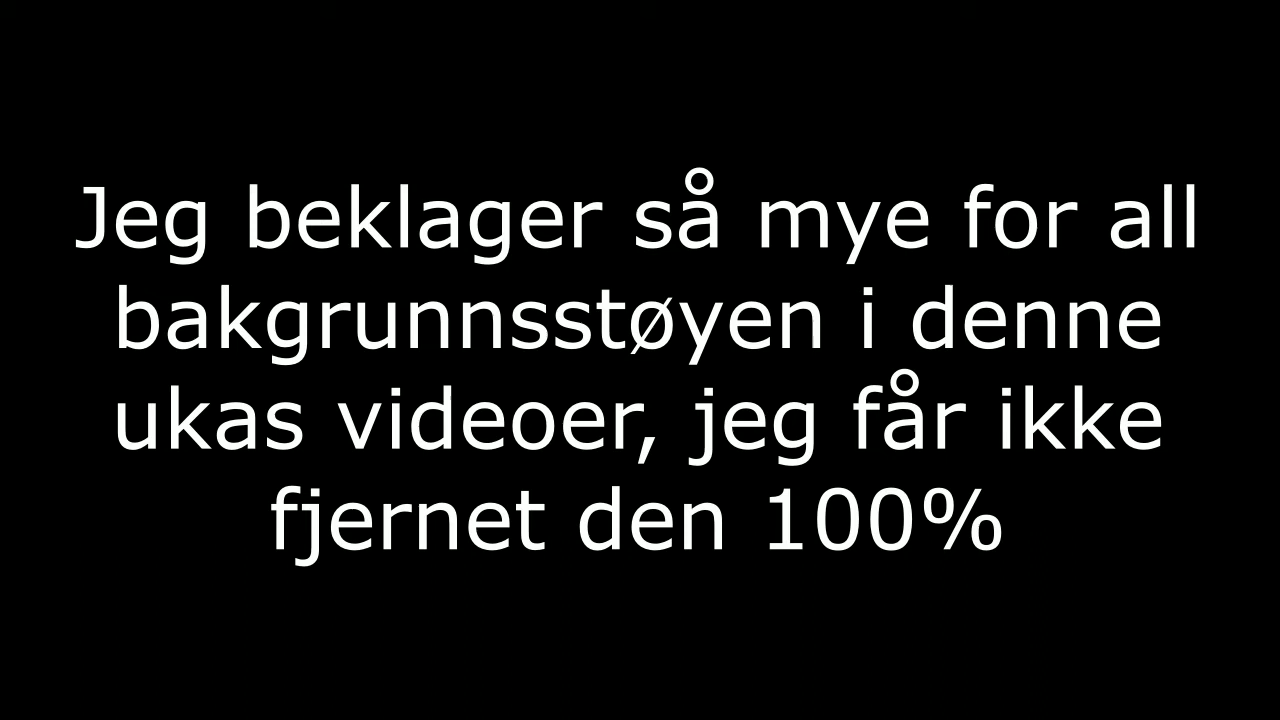 Jeg beklager så mye for all
bakgrunnsstøyen i denne
ukas videoer, jeg får ikke
fjernet den 100%